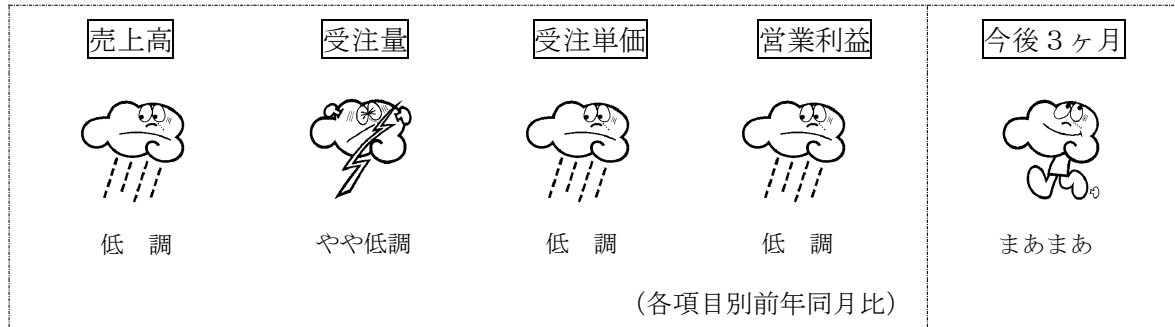 売上高 受注量 受注単価 営業利益 今後3ヶ月
低　調 やや低調 低　調 低　調 まあまあ
（各項目別前年同月比）